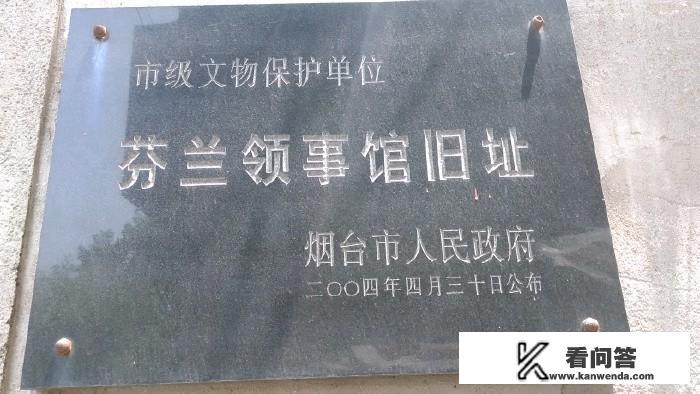 市级文物保护单位
芬兰领事馆旧址
烟台市人民政府
二〇〇四年四月三十日公布
K 看问答
www.kanwenda.com